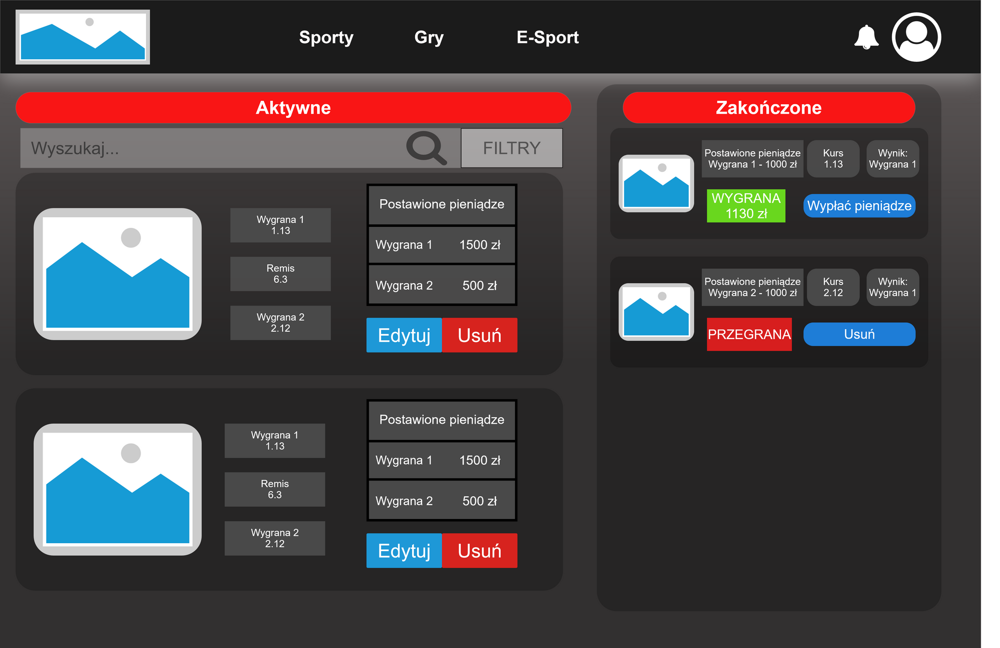 Sporty
Gry
E-Sport
Aktywne
Wyszukaj...
FILTRY
Wygrana 1
1.13
Remis
6.3
Wygrana 2
2.12
Postawione pieniądze
Wygrana 1 1500 zł
Wygrana 2 500 zł
Edytuj
Usuń
Wygrana 1
1.13
Remis
6.3
Wygrana 2
2.12
Postawione pieniądze
Wygrana 1 1500 zł
Wygrana 2 500 zł
Edytuj
Usuń
Zakończone
Postawione pieniądze
Wygrana 1 - 1000 zł
Kurs
1.13
Wynik:
Wygrana 1
WYGRANA
1130 zł
Wypłać pieniądze
Postawione pieniądze
Wygrana 2 - 1000 zł
Kurs
2.12
Wynik:
Wygrana 1
PRZEGRANA
Usuń